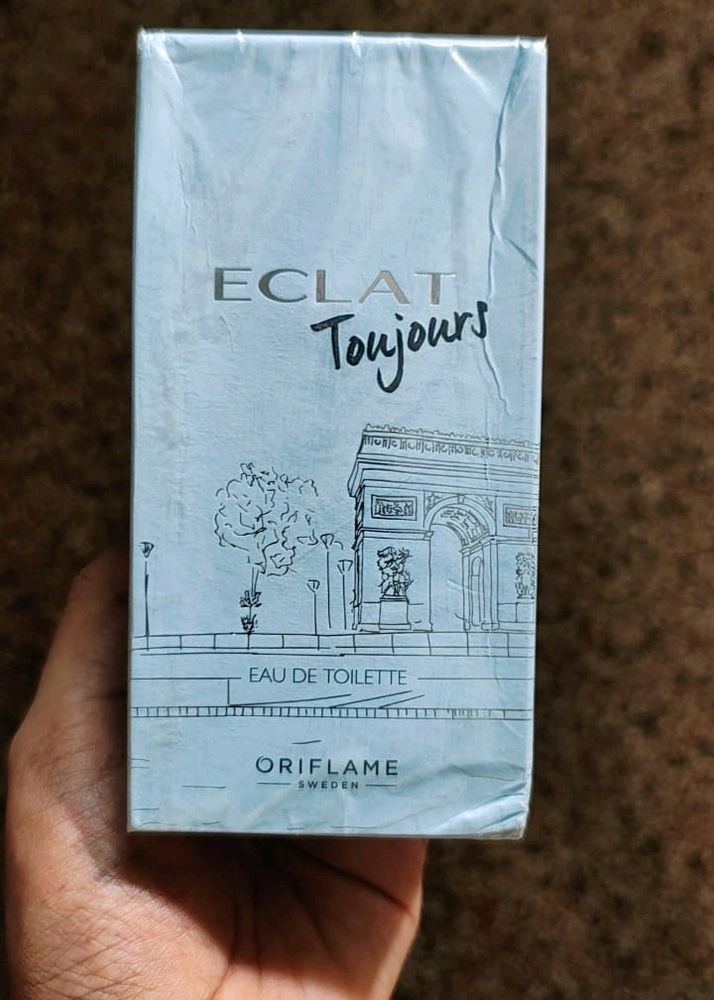 ECLAT
Toujours
EAU DE TOILETTE
ORIFLAME
SWEDEN